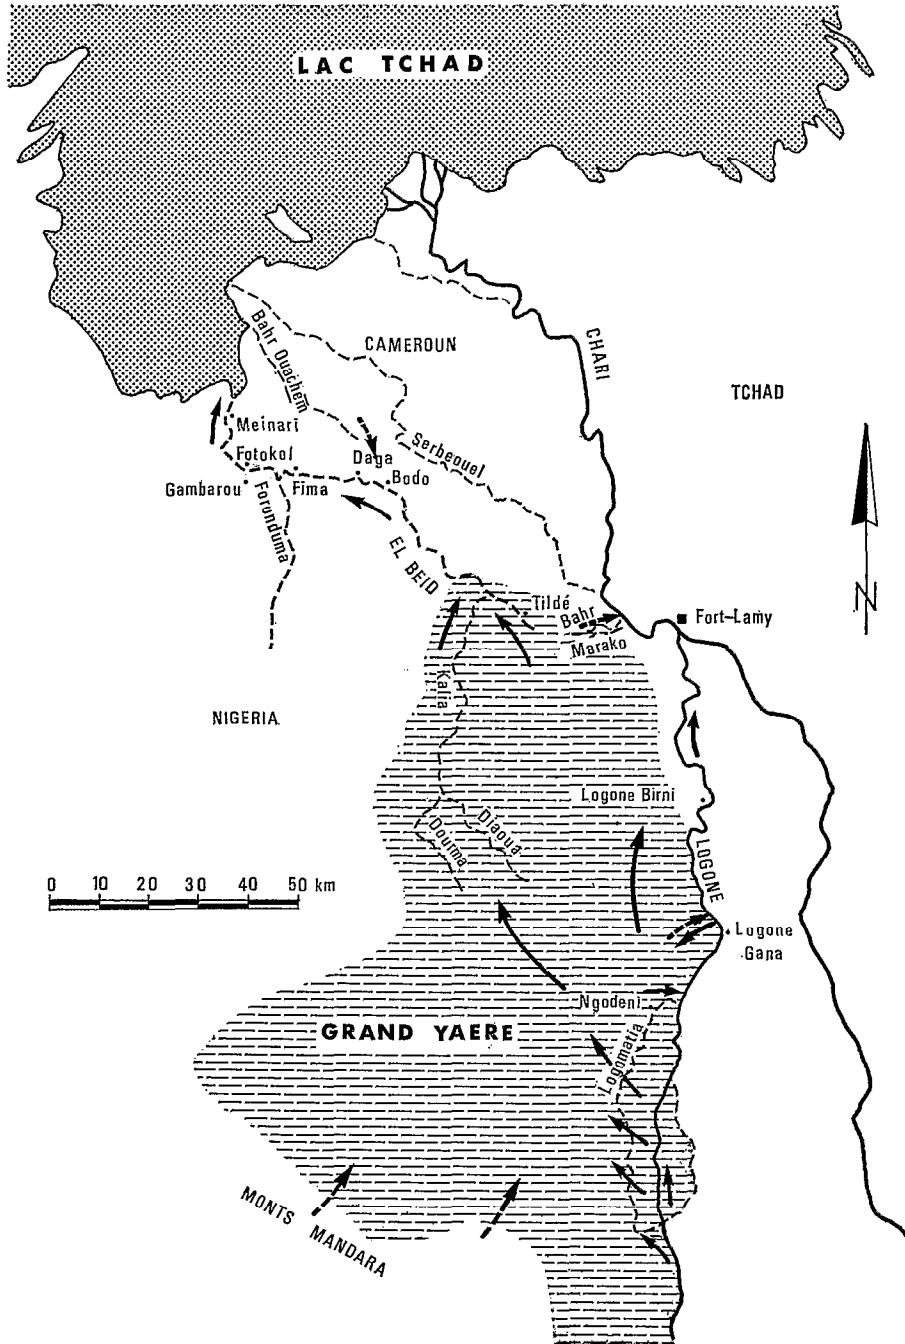 LAC TCHAD
CHARI
CAMEROUN
TCHAD
Bahr Ouachem
Meinari
Serbeouel
Fotokol
Daga
Gambarou
Fima
Bodo
Forunduma
EL BEID
Tildé
Bahr
Marako
Fort-Lamy
N
Kalia
NIGERIA
Logone Birni
Diaoua
Dourma
LOGONE
0 10 20 30 40 50 km
Logone
Gana
Ngodeni
GRAND YAERE
Logomatia
MONTS
MANDARA